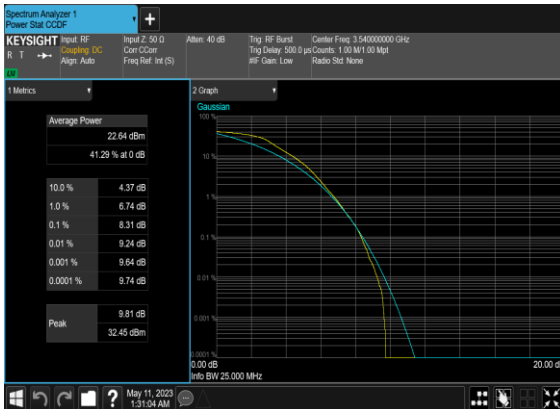 Spectrum Analyzer 1
Power Stat CCDF
KEYSIGHT
R T
LNI
Input: RF
Coupling: DC
Align: Auto
Input Z: 50 Ω
Corr CCorr
Freq Ref: Int (S)
Atten: 40 dB
Trig: RF Burst
Trig Delay: 500.0 µs
#IF Gain: Low
Center Freq: 3.540000000 GHz
Counts: 1.00 M/1.00 Mpt
Radio Std: None
1 Metrics
Average Power
22.64 dBm
41.29 % at 0 dB
10.0 % 4.37 dB
1.0 % 6.74 dB
0.1 % 8.31 dB
0.01 % 9.24 dB
0.001 % 9.64 dB
0.0001 % 9.74 dB
Peak
9.81 dB
32.45 dBm
2 Graph
Gaussian
100 %
10 %
1 %
0.1 %
0.01 %
0.001 %
0.0001 %
0.00 dB
20.00 d
Info BW 25.000 MHz
?
May 11, 2023
1:31:04 AM